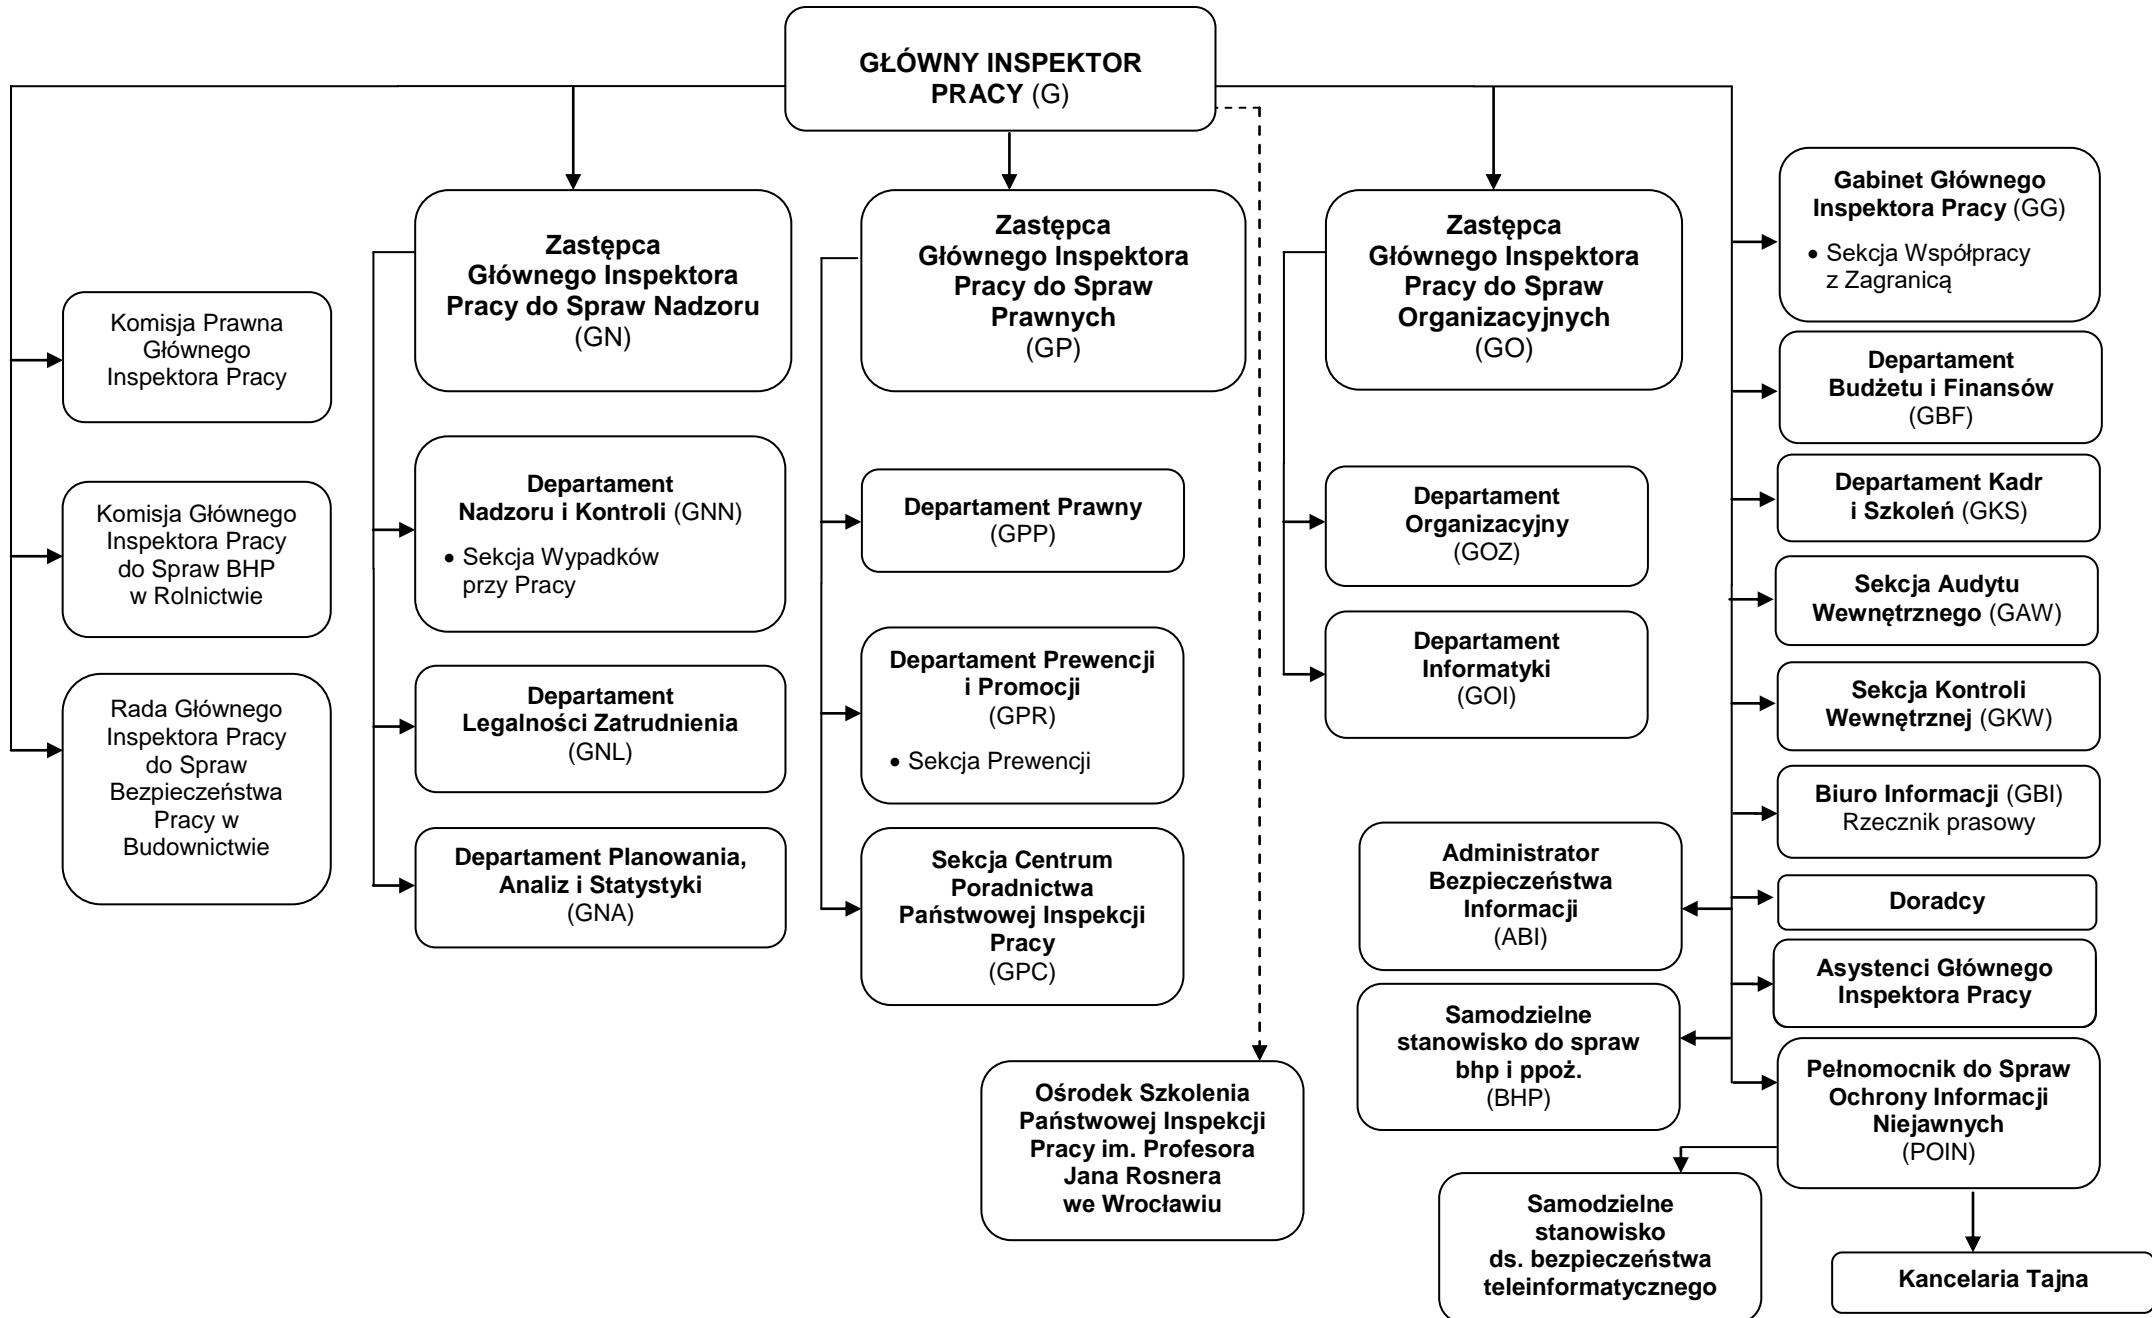 GŁÓWNY INSPEKTOR
PRACY (G)
Komisja Prawna
Głównego
Inspektora Pracy
Komisja Głównego
Inspektora Pracy
do Spraw BHP
w Rolnictwie
Rada Głównego
Inspektora Pracy
do Spraw
Bezpieczeństwa
Pracy w
Budownictwie
Zastępca
Głównego Inspektora
Pracy do Spraw Nadzoru
(GN)
Departament
Nadzoru i Kontroli (GNN)
• Sekcja Wypadków
przy Pracy
Departament
Legalności Zatrudnienia
(GNL)
Departament Planowania,
Analiz i Statystyki
(GNA)
Zastępca
Głównego Inspektora
Pracy do Spraw
Prawnych
(GP)
Departament Prawny
(GPP)
Departament Prewencji
i Promocji
(GPR)
• Sekcja Prewencji
Sekcja Centrum
Poradnictwa
Państwowej Inspekcji
Pracy
(GPC)
Ośrodek Szkolenia
Państwowej Inspekcji
Pracy im. Profesora
Jana Rosnera
we Wrocławiu
Zastępca
Głównego Inspektora
Pracy do Spraw
Organizacyjnych
(GO)
Departament
Organizacyjny
(GOZ)
Departament
Informatyki
(GOI)
Administrator
Bezpieczeństwa
Informacji
(ABI)
Samodzielne
stanowisko do spraw
bhp i ppoż.
(BHP)
Gabinet Głównego
Inspektora Pracy (GG)
• Sekcja Współpracy
z Zagranicą
Departament
Budżetu i Finansów
(GBF)
Departament Kadr
i Szkoleń (GKS)
Sekcja Audytu
Wewnętrznego (GAW)
Sekcja Kontroli
Wewnętrznej (GKW)
Biuro Informacji (GBI)
Rzecznik prasowy
Doradcy
Asystenci Głównego
Inspektora Pracy
Pełnomocnik do Spraw
Ochrony Informacji
Niejawnych
(POIN)
Samodzielne
stanowisko
ds. bezpieczeństwa
teleinformatycznego
Kancelaria Tajna